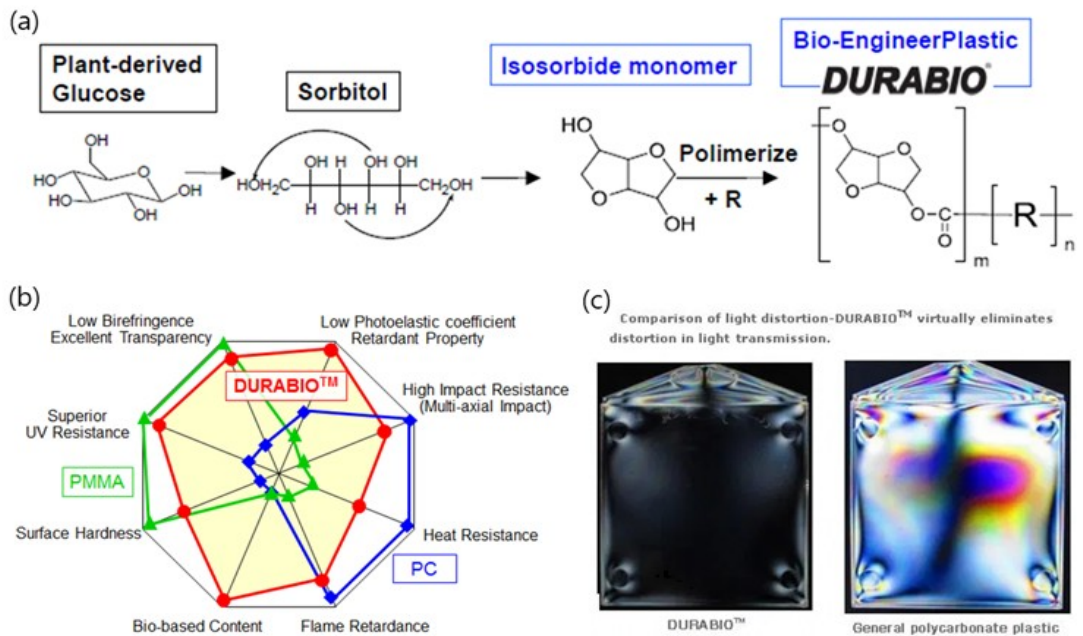 (a)
Plant-derived
Glucose
Sorbitol
Isosorbide monomer
Bio-EngineerPlastic
DURABIO®
OH
HO
HO
O
OH
OH
OH
HOH₂C
OH H OH OH
CH₂OH
H OH H H
HO
O
O
OH
Polimerize
+ R
O
O
O
O—C
O
m
R
n
(b)
Low Birefringence
Excellent Transparency
Low Photoelastic coefficient
Retardant Property
DURABIO™
High Impact Resistance
(Multi-axial Impact)
Superior
UV Resistance
PMMA
Surface Hardness
Heat Resistance
PC
Bio-based Content
Flame Retardance
(c)
Comparison of light distortion-DURABIO™ virtually eliminates
distortion in light transmission.
DURABIO™
General polycarbonate plastic